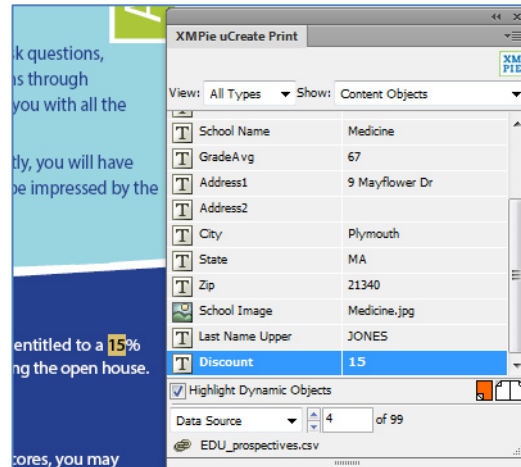 A
k questions,
ns through
you with all the
tly, you will have
be impressed by the
entitled to a 15%
ng the open house.
cores, you may
XMPie uCreate Print
XM
PIE
View: All Types Show: Content Objects
T School Name Medicine
T GradeAvg 67
T Address1 9 Mayflower Dr
T Address2
T City Plymouth
T State MA
T Zip 21340
School Image Medicine.jpg
T Last Name Upper JONES
T Discount 15
Highlight Dynamic Objects
Data Source 4 of 99
EDU_prospectives.csv